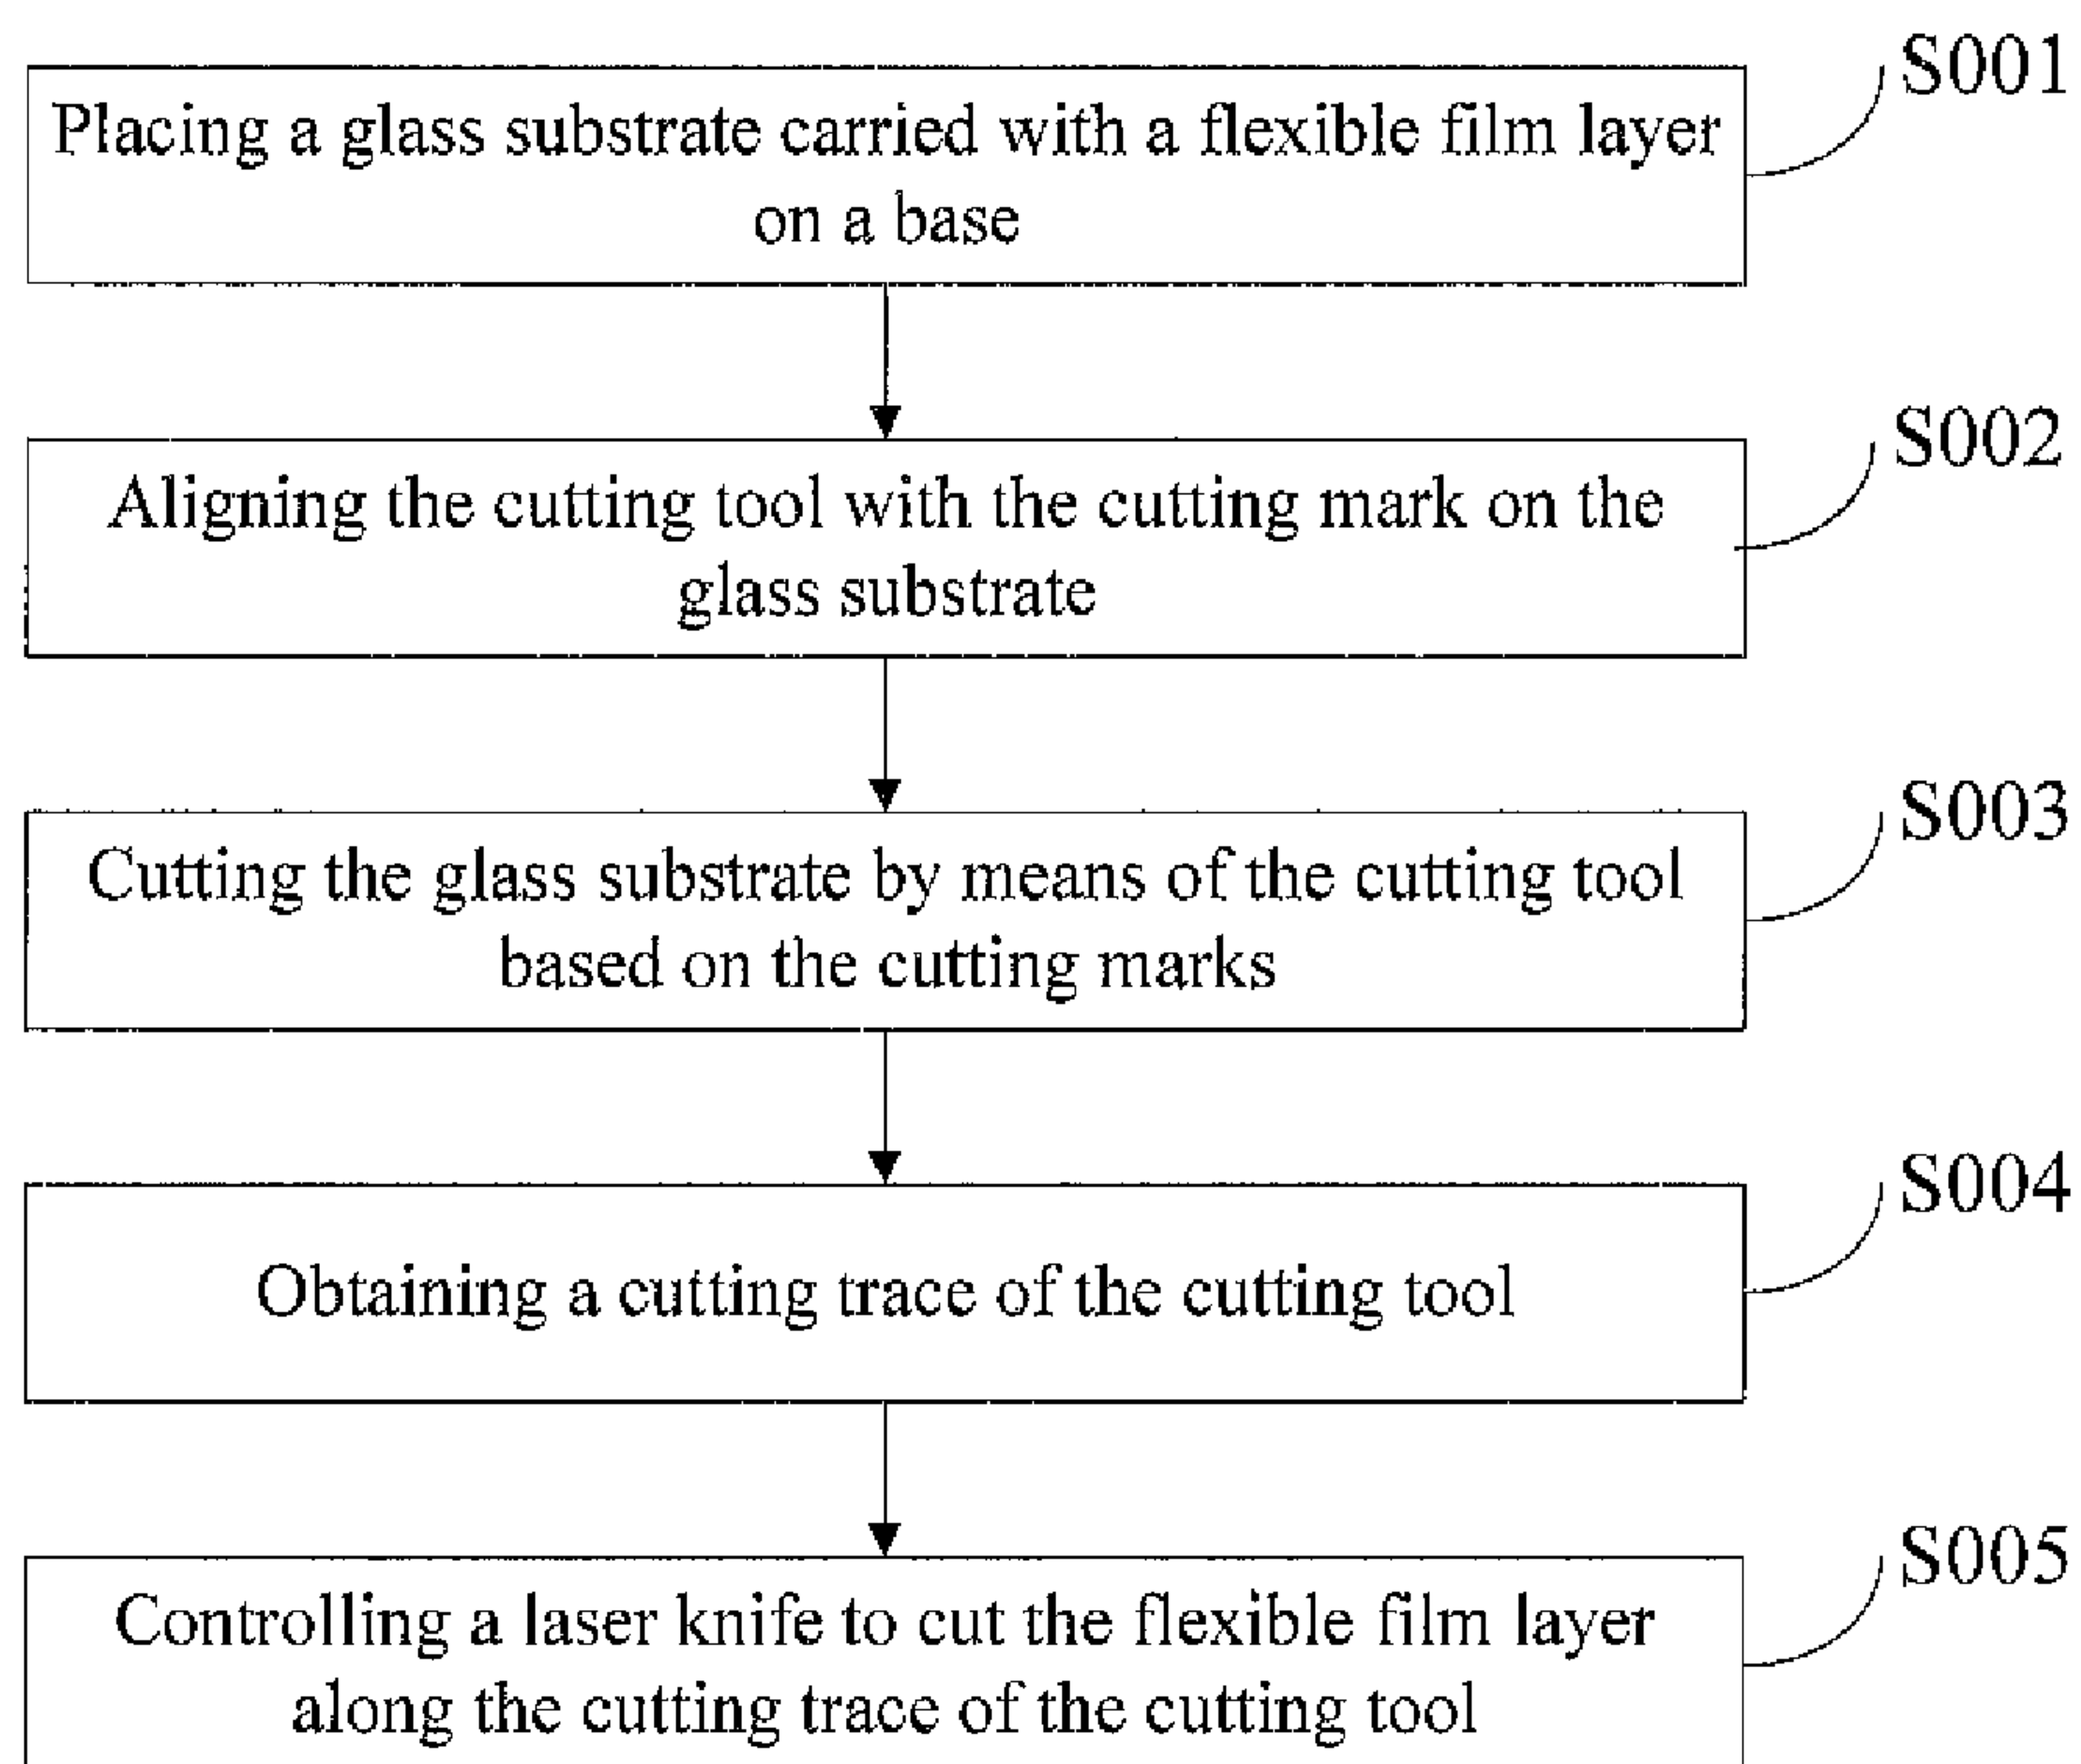 S001
Placing a glass substrate carried with a flexible film layer
on a base
S002
Aligning the cutting tool with the cutting mark on the
glass substrate
S003
Cutting the glass substrate by means of the cutting tool
based on the cutting marks
S004
Obtaining a cutting trace of the cutting tool
S005
Controlling a laser knife to cut the flexible film layer
along the cutting trace of the cutting tool